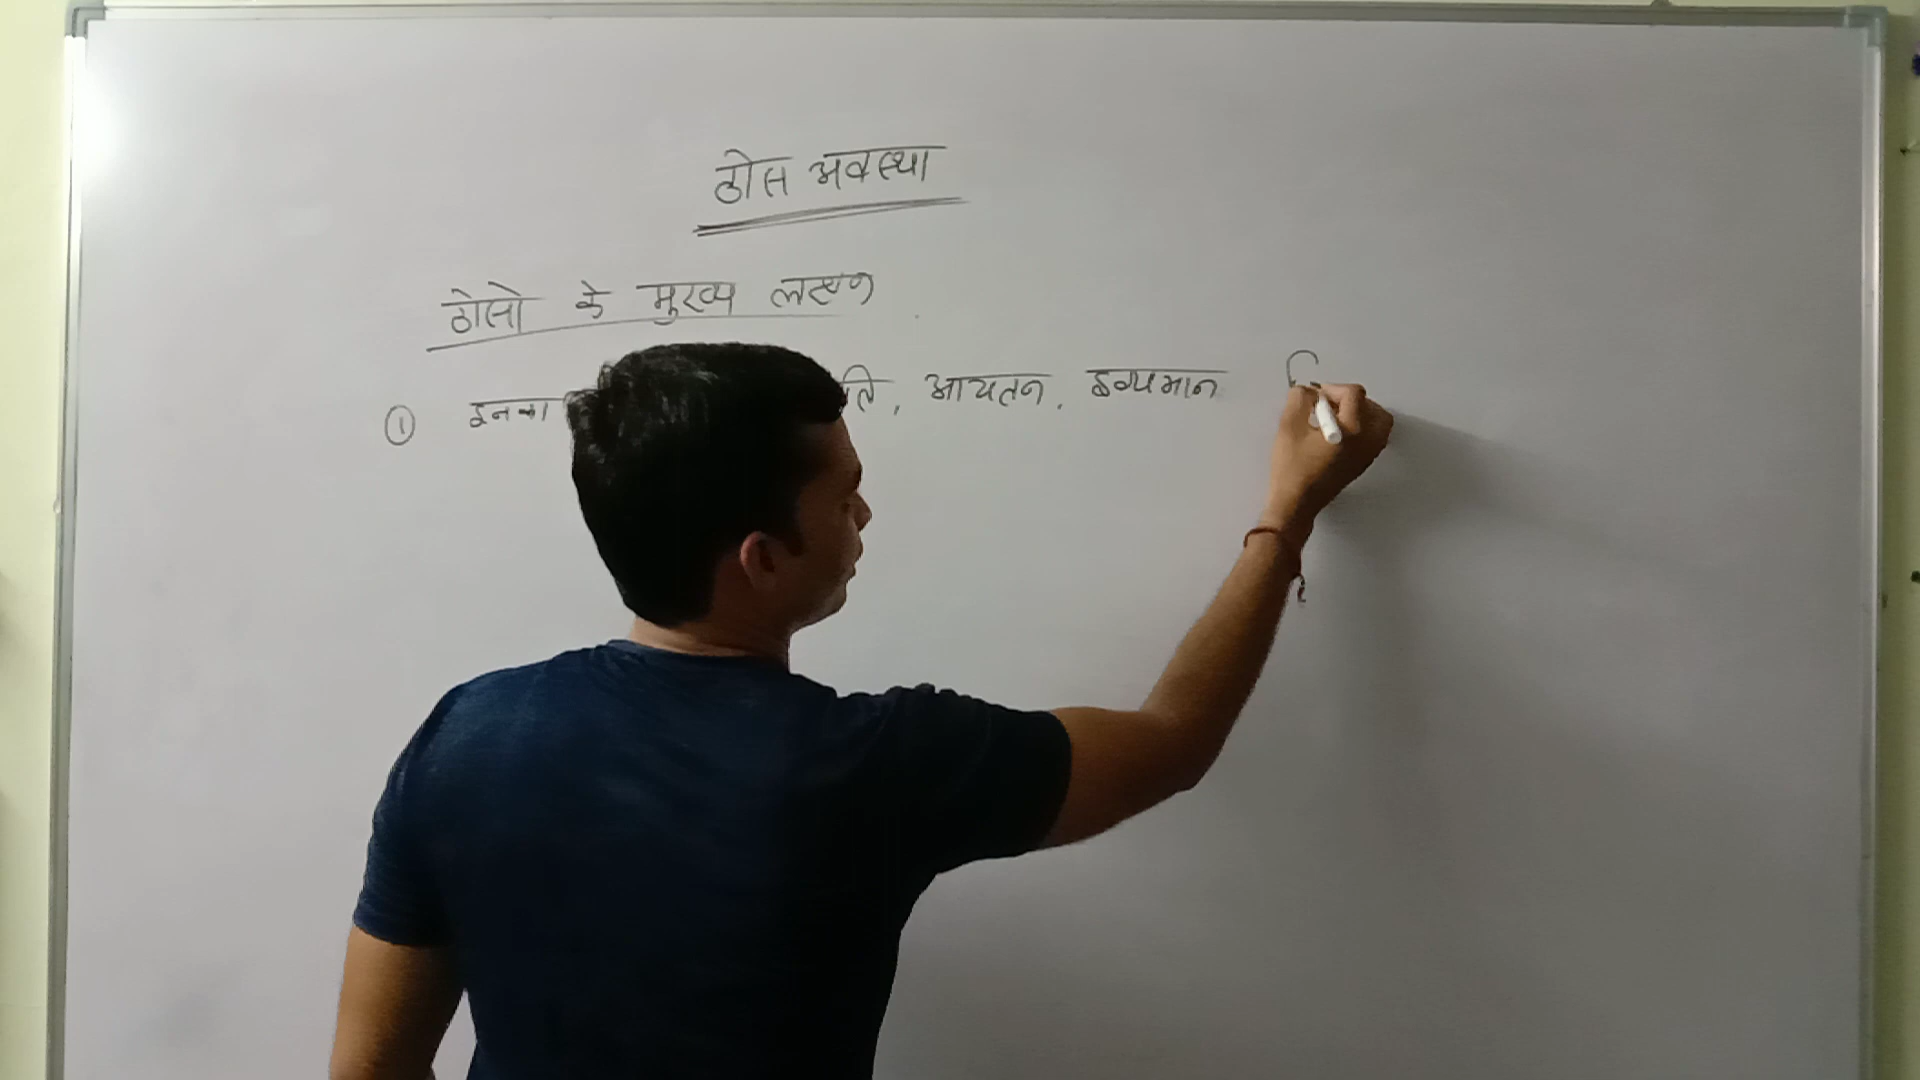 ठोस अवस्था
ठोसो के मुख्य लक्षण
① इनका ति, आयतन, द्रव्यमान